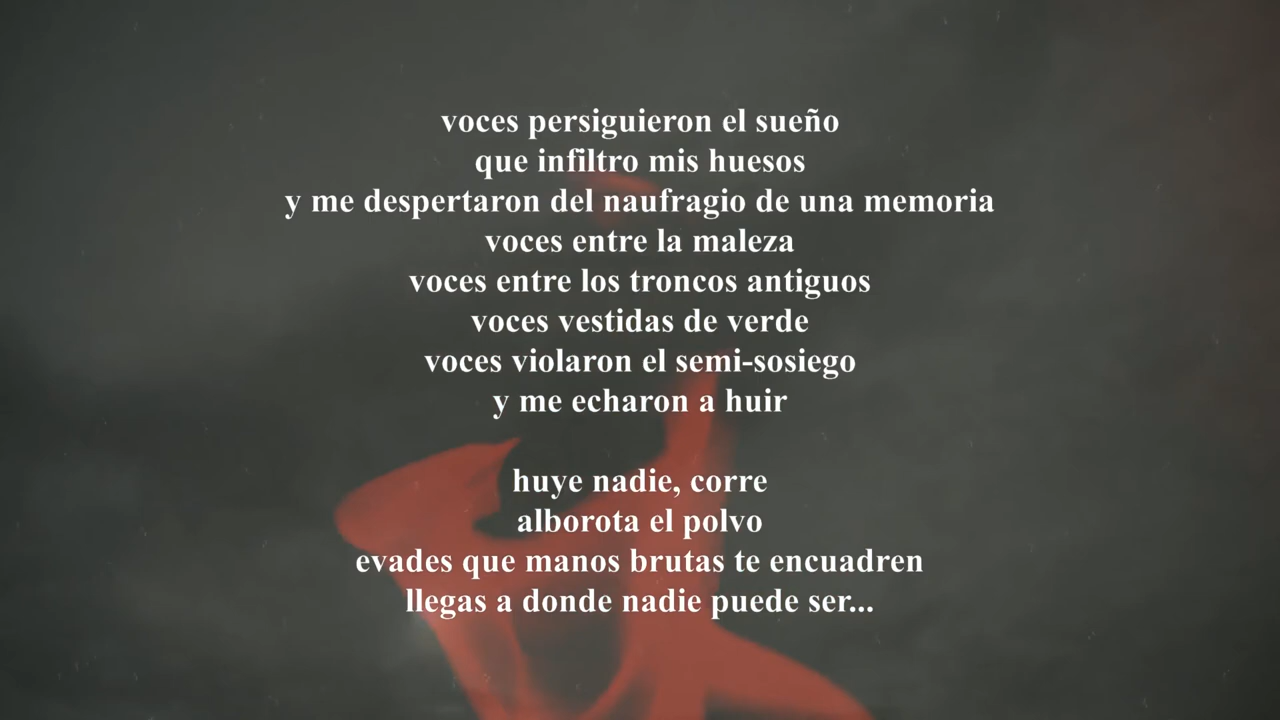 voces persiguieron el sueño
que infiltro mis huesos
y me despertaron del naufragio de una memoria
voces entre la maleza
voces entre los troncos antiguos
voces vestidas de verde
voces violaron el semi-sosiego
y me echaron a huir
huye nadie, corre
alborota el polvo
evades que manos brutas te encuadren
llegas a donde nadie puede ser...